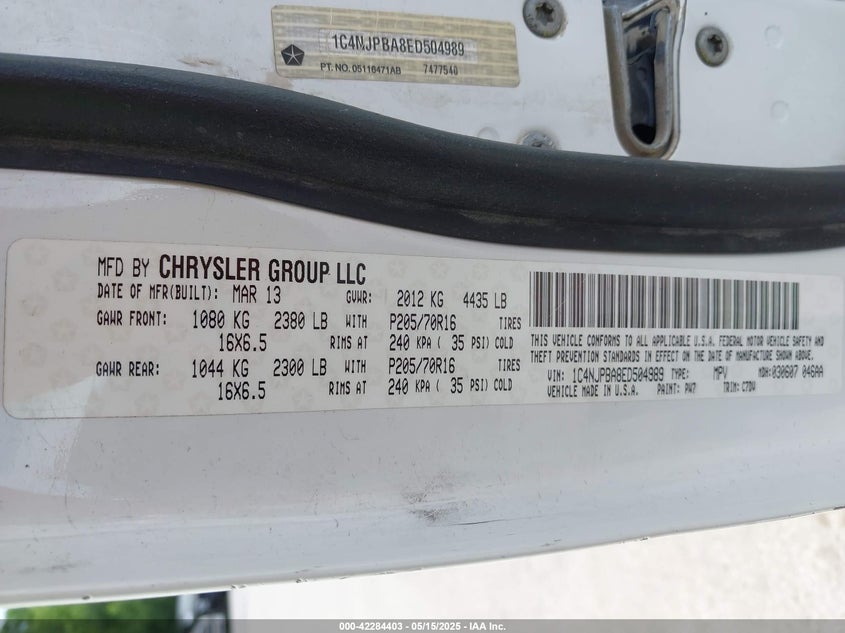 1C4NJPBA8ED504989
PT. NO. 05116471AB 7477540
MFD BY CHRYSLER GROUP LLC
DATE OF MFR(BUILT): MAR 13 GVWR: 2012 KG 4435 LB
GAWR FRONT: 1080 KG 2380 LB WITH P205/70R16 TIRES
16X6.5 RIMS AT 240 KPA ( 35 PSI) COLD
GAWR REAR: 1044 KG 2300 LB WITH P205/70R16 TIRES
16X6.5 RIMS AT 240 KPA ( 35 PSI) COLD
THIS VEHICLE CONFORMS TO ALL APPLICABLE U.S.A. FEDERAL MOTOR VEHICLE SAFETY AND
THEFT PREVENTION STANDARDS IN EFFECT ON THE DATE OF MANUFACTURE SHOWN ABOVE.
VIN: 1C4NJPBA8ED504989 TYPE: MPV MDH: 030607 046AA
VEHICLE MADE IN U.S.A. PAINT: PW7 TRIM: C7DV
000-42284403 - 05/15/2025 - IAA Inc.